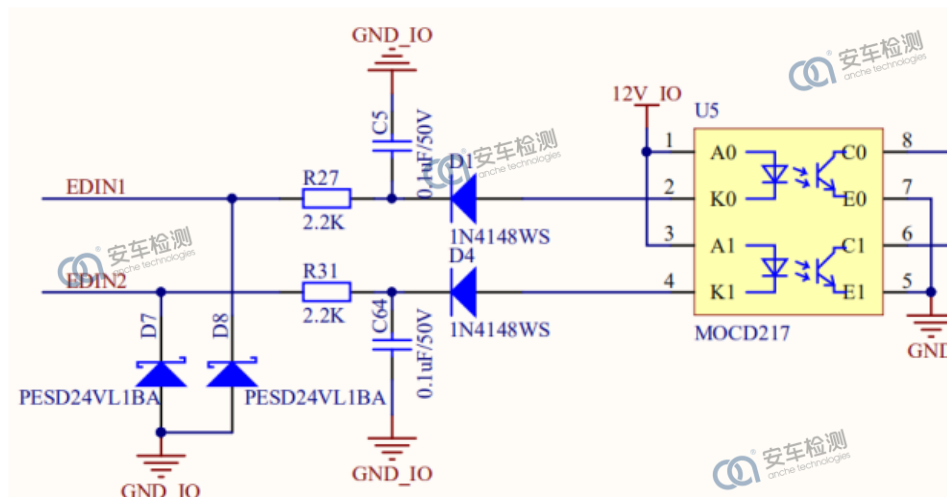 GND_IO
安车检测
anche technologies
12V_IO
U5
C5
0.1uF/50V
安车检测
anche technologies
1
A0
C0
8
D1
EDIN1
R27
2
K0
E0
7
2.2K
1N4148WS
安车检测
anche technologies
D4
3
A1
C1
6
EDIN2
R31
4
K1
E1
5
2.2K
C64
0.1uF/50V
1N4148WS
MOCD217
GND
D7
D8
PESD24VL1BA
PESD24VL1BA
安车检测
anche technologies
GND_IO
GND_IO